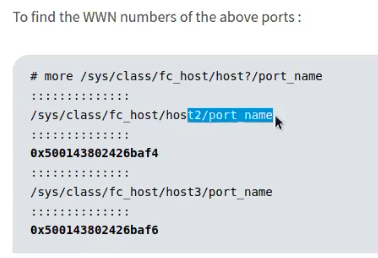 To find the WWN numbers of the above ports :
# more /sys/class/fc_host/host?/port_name
::::::::::::::
/sys/class/fc_host/host2/port_name
::::::::::::::
0x500143802426baf4
::::::::::::::
/sys/class/fc_host/host3/port_name
::::::::::::::
0x500143802426baf6